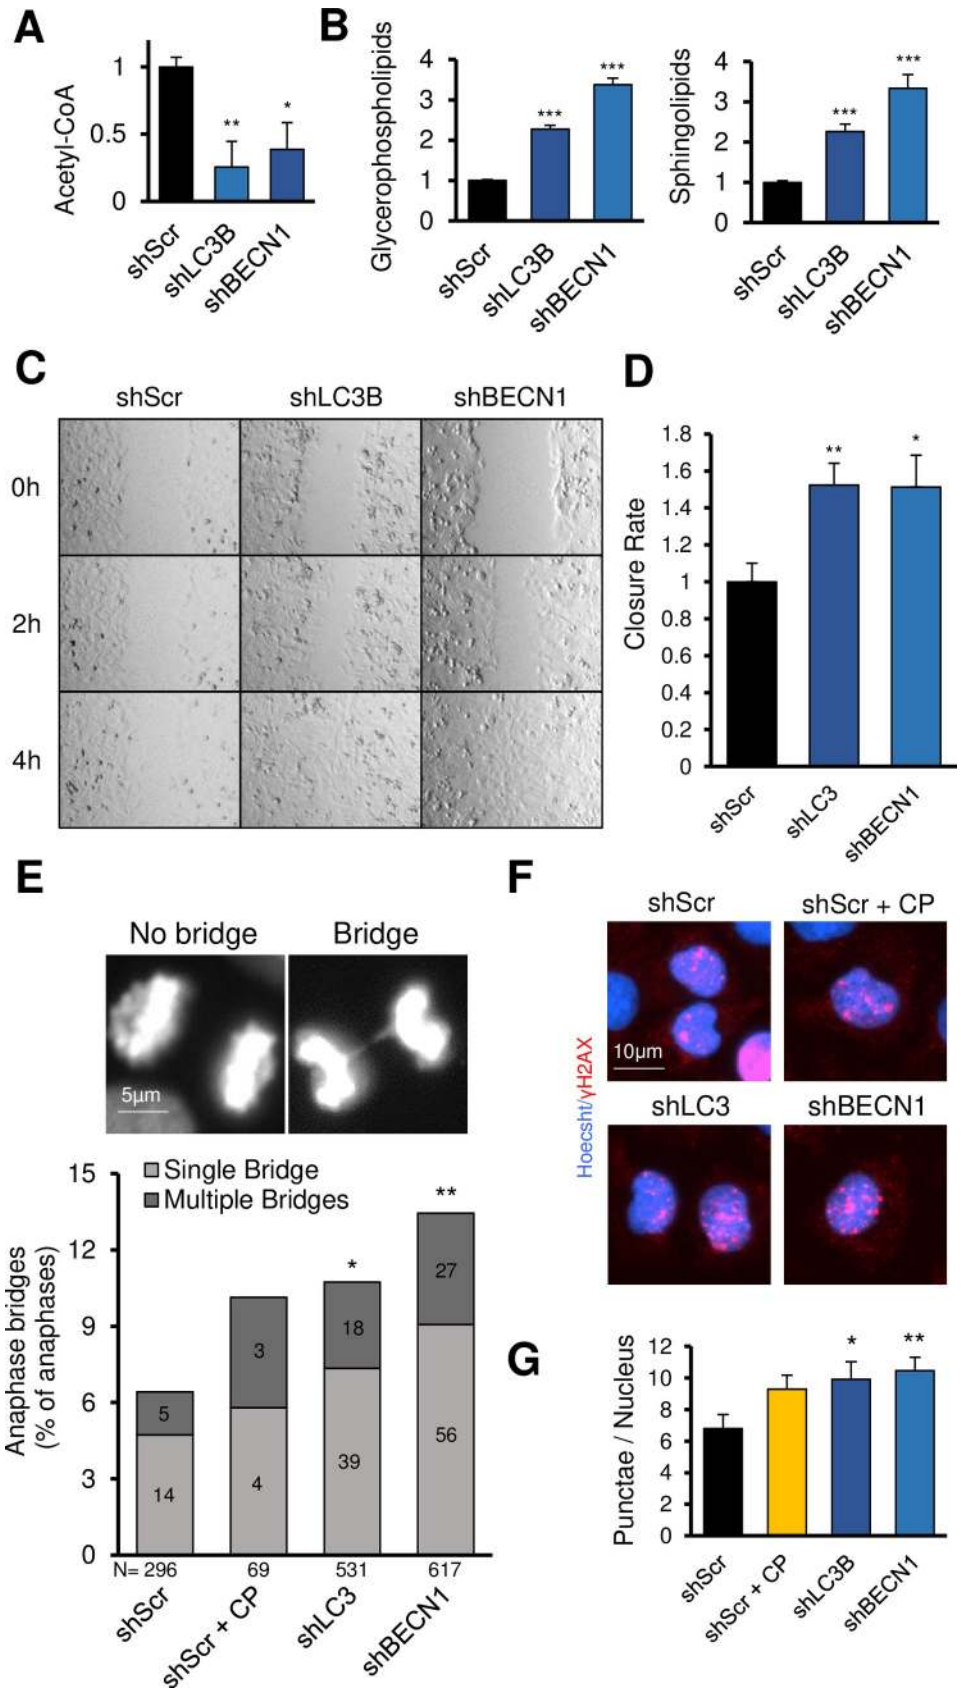 A
Acetyl-CoA
1
0.5
0
**
*
shScr
shLC3B
shBECN1
B
Glycerophospholipids
4
3
2
1
0
***
***
shScr
shLC3B
shBECN1
Sphingolipids
4
3
2
1
0
***
***
shScr
shLC3B
shBECN1
C
shScr shLC3B shBECN1
0h
2h
4h
D
Closure Rate
1.8
1.6
1.4
1.2
1
0.8
0.6
0.4
0.2
0
**
*
shScr
shLC3
shBECN1
E
No bridge Bridge
5µm
Anaphase bridges
(% of anaphases)
15
12
9
6
3
0
Single Bridge
Multiple Bridges
*
**
5
14
3
4
18
39
27
56
N= 296 69 531 617
shScr
shScr + CP
shLC3
shBECN1
F
Hoecsht/γH2AX
shScr shScr + CP
10µm
shLC3 shBECN1
G
Punctae / Nucleus
12
10
8
6
4
2
0
*
**
shScr
shScr + CP
shLC3B
shBECN1